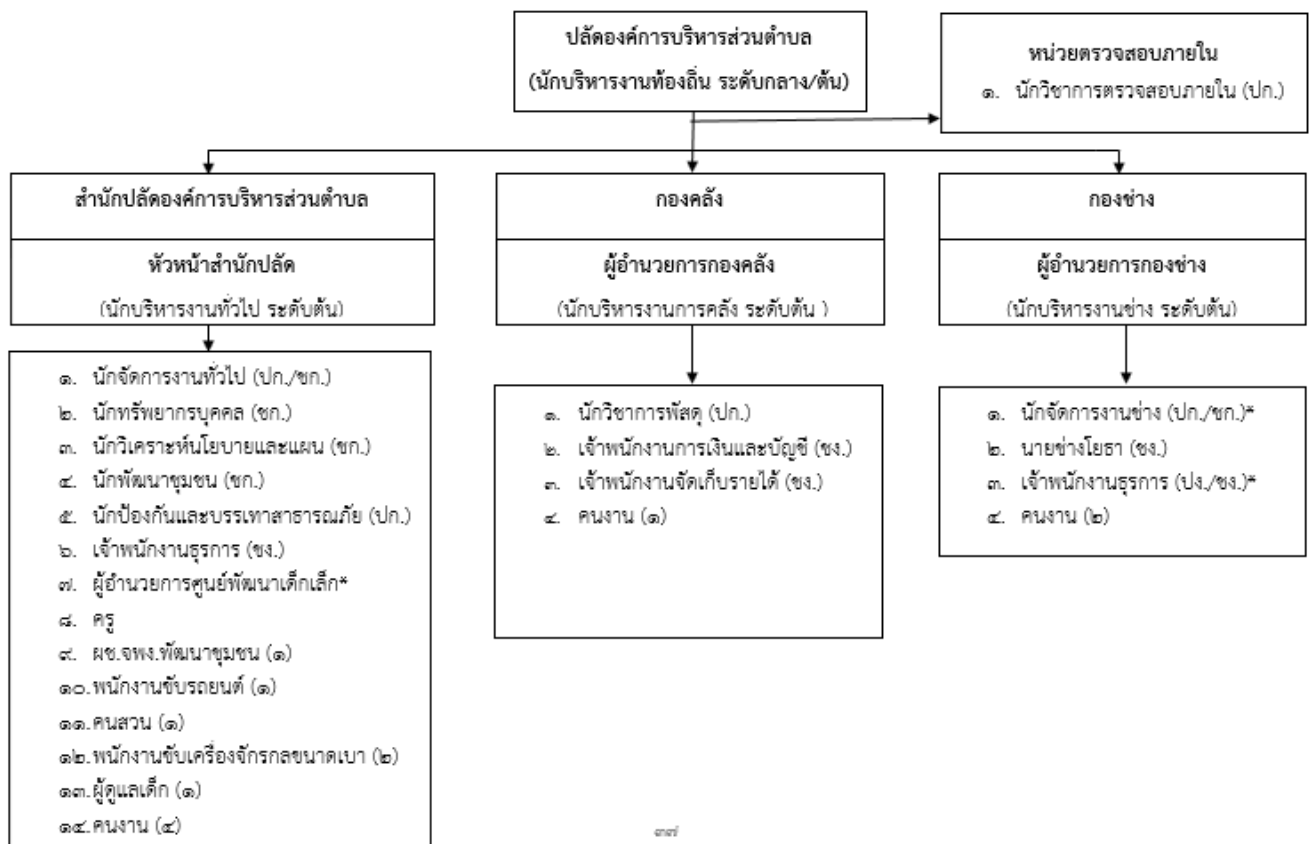 ปลัดองค์การบริหารส่วนตำบล
(นักบริหารงานท้องถิ่น ระดับกลาง/ต้น)
หน่วยตรวจสอบภายใน
๑. นักวิชาการตรวจสอบภายใน (ปก.)
สำนักปลัดองค์การบริหารส่วนตำบล
หัวหน้าสำนักปลัด
(นักบริหารงานทั่วไป ระดับต้น)
๑. นักจัดการงานทั่วไป (ปก./ชก.)
๒. นักทรัพยากรบุคคล (ชก.)
๓. นักวิเคราะห์นโยบายและแผน (ชก.)
๔. นักพัฒนาชุมชน (ชก.)
๕. นักป้องกันและบรรเทาสาธารณภัย (ปก.)
๖. เจ้าพนักงานธุรการ (ชง.)
๗. ผู้อำนวยการศูนย์พัฒนาเด็กเล็ก*
๘. ครู
๙. ผช.จพง.พัฒนาชุมชน (๑)
๑๐. พนักงานขับรถยนต์ (๑)
๑๑. คนสวน (๑)
๑๒. พนักงานขับเครื่องจักรกลขนาดเบา (๒)
๑๓. ผู้ดูแลเด็ก (๑)
๑๔. คนงาน (๔)
กองคลัง
ผู้อำนวยการกองคลัง
(นักบริหารงานการคลัง ระดับต้น )
๑. นักวิชาการพัสดุ (ปก.)
๒. เจ้าพนักงานการเงินและบัญชี (ชง.)
๓. เจ้าพนักงานจัดเก็บรายได้ (ชง.)
๔. คนงาน (๑)
กองช่าง
ผู้อำนวยการกองช่าง
(นักบริหารงานช่าง ระดับต้น)
๑. นักจัดการงานช่าง (ปก./ชก.)*
๒. นายช่างโยธา (ชง.)
๓. เจ้าพนักงานธุรการ (ปง./ชง.)*
๔. คนงาน (๒)
๓๗